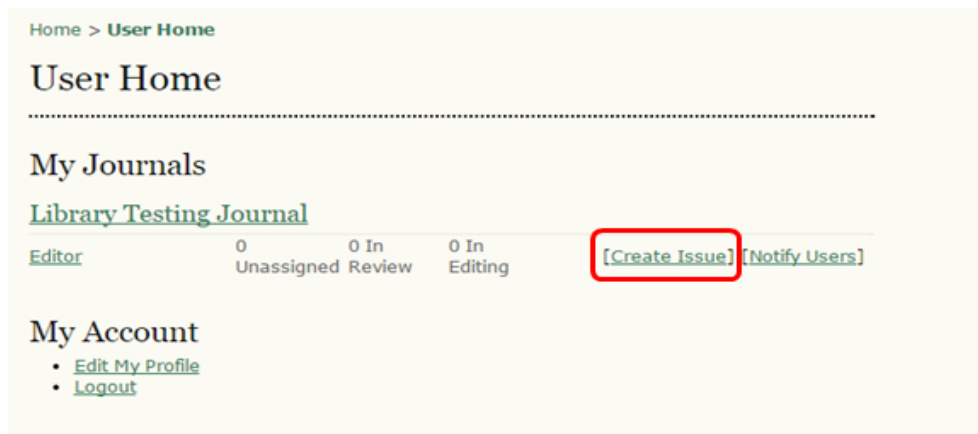 Home > User Home
User Home
My Journals
Library Testing Journal
Editor 0 Unassigned 0 In Review 0 In Editing [Create Issue] [Notify Users]
My Account
• Edit My Profile
• Logout